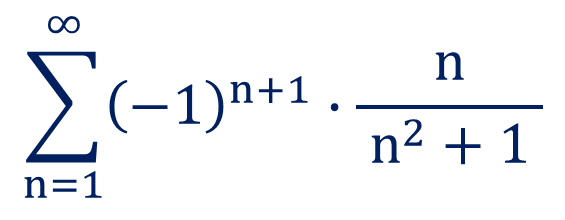 ∞
∑ (−1)ⁿ⁺¹ · n / (n² + 1)
n=1